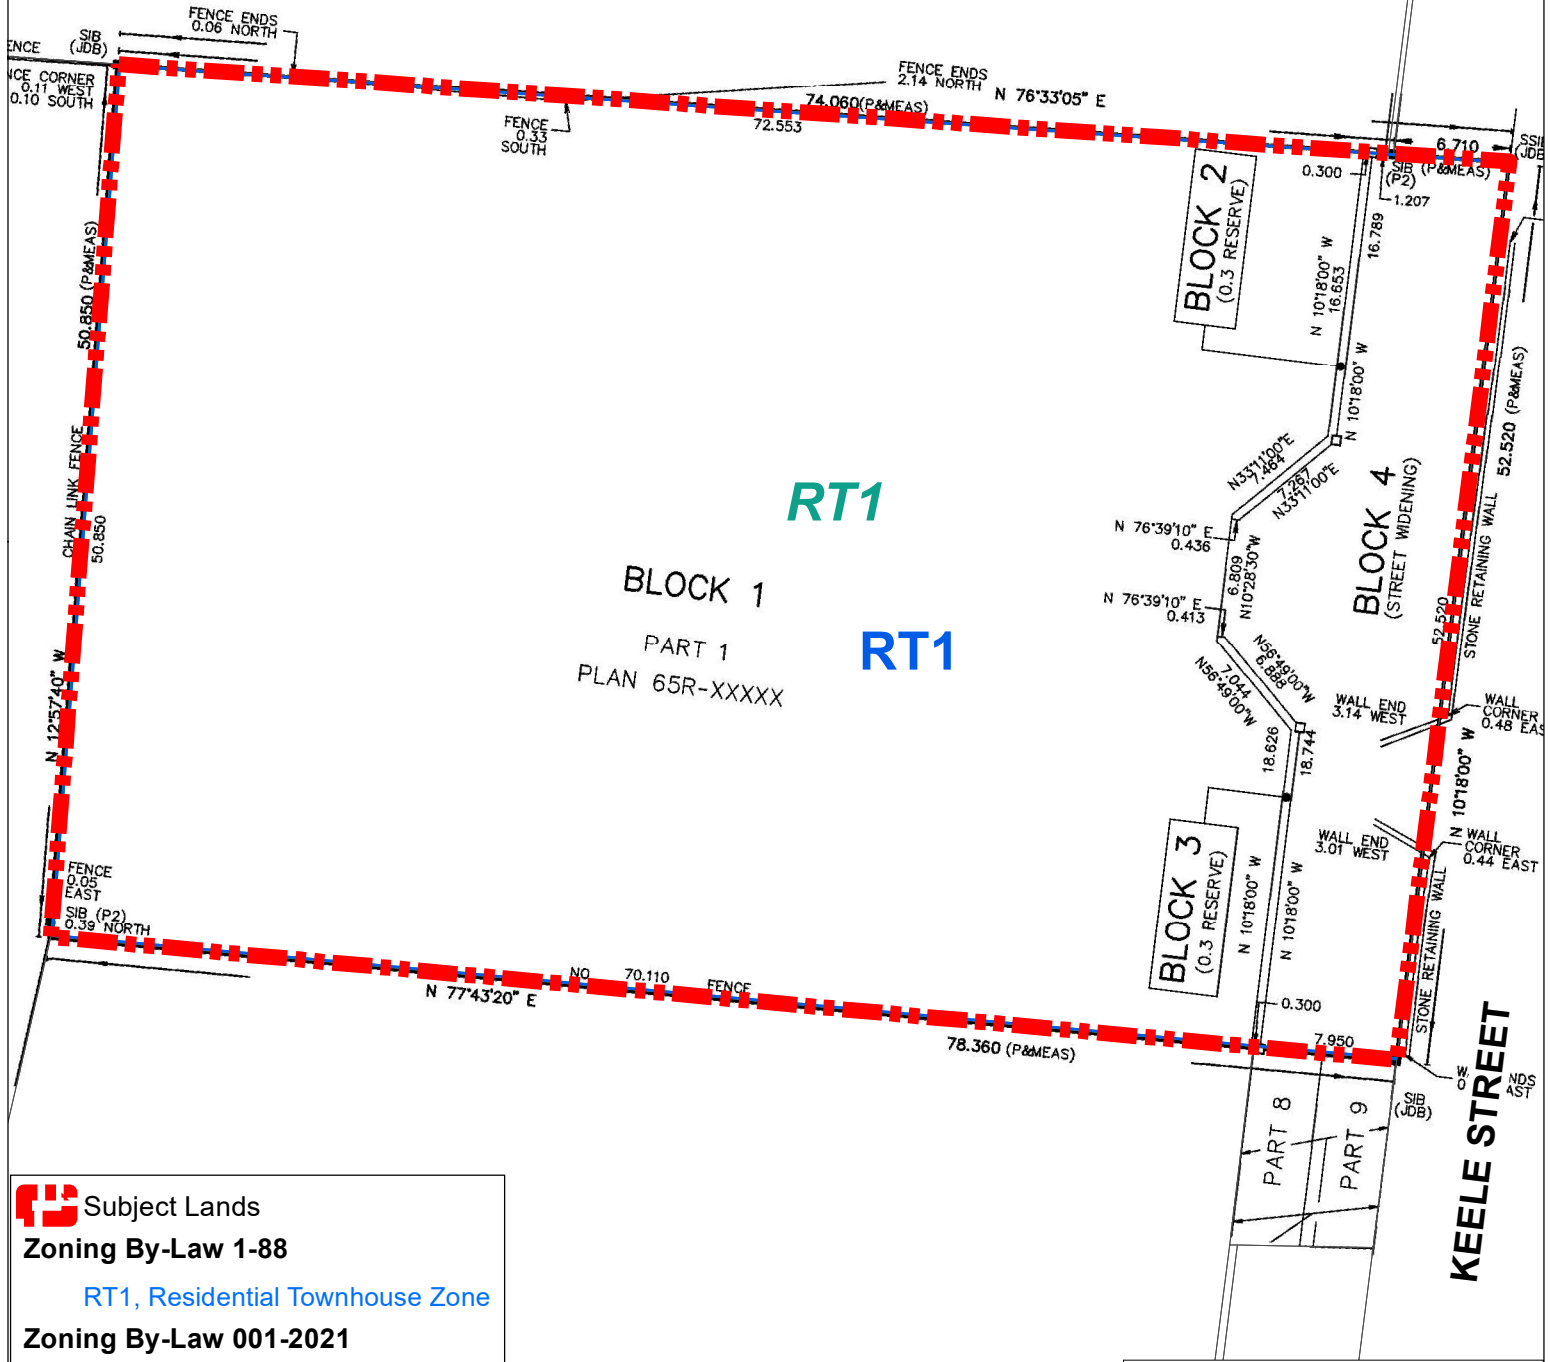 FENCE ENDS
0.06 NORTH
SIB
(JDB)
ENCE
NCE CORNER
0.11 WEST
0.10 SOUTH
FENCE
0.33
SOUTH
FENCE ENDS
2.14 NORTH
N 76°33'05" E
74.060(P&MEAS)
72.553
6.710
(P&MEAS)
SIB
(P2)
0.300
1.207
BLOCK 2
(0.3 RESERVE)
N 10°18'00" W
16.653
16.789
N 10°18'00" W
50.850 (P&MEAS)
CHAIN LINK FENCE
50.850
N 12°57'40" W
52.520 (P&MEAS)
STONE RETAINING WALL
52.520
N33°11'00"E
7.464
7.267
N33°11'00"E
N 76°39'10" E
0.436
6.809
N10°28'30"W
N 76°39'10" E
0.413
BLOCK 4
(STREET WIDENING)
RT1
BLOCK 1
PART 1
PLAN 65R-XXXXX
RT1
N56°49'00"W
6.888
7.044
N56°49'00"W
WALL END
3.14 WEST
WALL
CORNER
0.48 EAS
18.626
18.744
N 10°18'00" W
WALL END
3.01 WEST
WALL
CORNER
0.44 EAST
BLOCK 3
(0.3 RESERVE)
N 10°18'00" W
N 10°18'00" W
STONE RETAINING WALL
FENCE
0.05
EAST
SIB (P2)
0.39 NORTH
NO
70.110
FENCE
N 77°43'20" E
78.360 (P&MEAS)
0.300
7.950
SIB
(JDB)
PART 8
PART 9
KEELE STREET
Subject Lands
Zoning By-Law 1-88
RT1, Residential Townhouse Zone
Zoning By-Law 001-2021